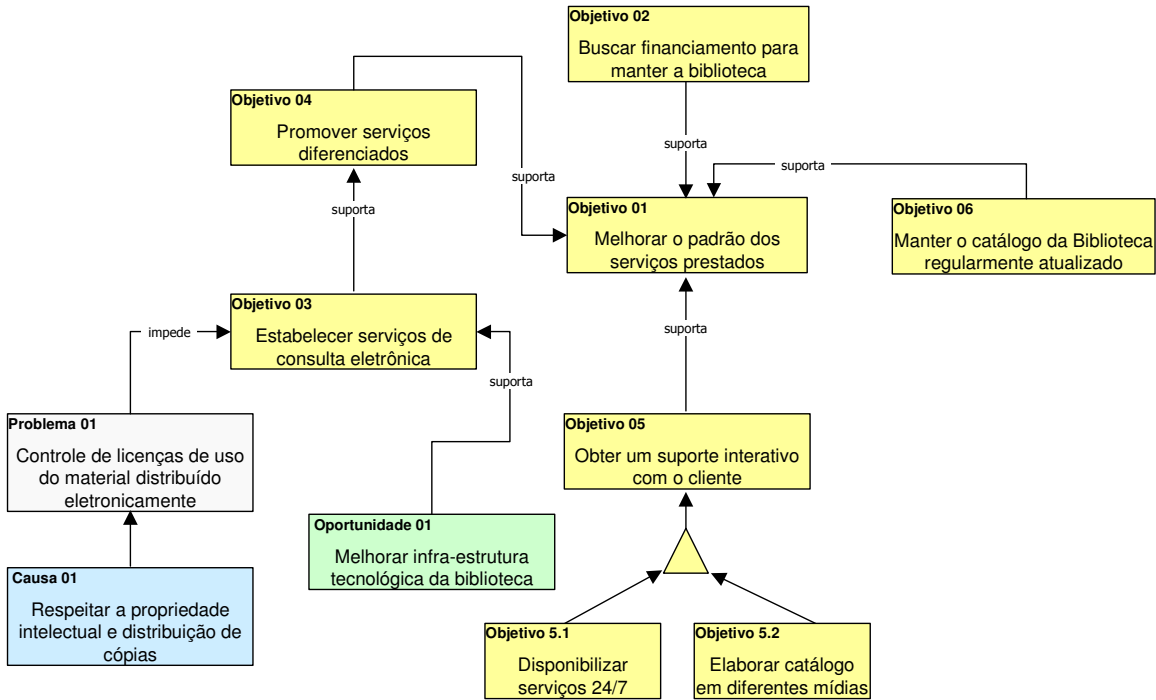 Objetivo 02
Buscar financiamento para
manter a biblioteca
Objetivo 04
Promover serviços
diferenciados
suporta
suporta
suporta
suporta
Objetivo 01
Melhorar o padrão dos
serviços prestados
Objetivo 06
Manter o catálogo da Biblioteca
regularmente atualizado
Objetivo 03
Estabelecer serviços de
consulta eletrônica
impede
suporta
suporta
Problema 01
Controle de licenças de uso
do material distribuído
eletronicamente
Objetivo 05
Obter um suporte interativo
com o cliente
Oportunidade 01
Melhorar infra-estrutura
tecnológica da biblioteca
Causa 01
Respeitar a propriedade
intelectual e distribuição de
cópias
Objetivo 5.1
Disponibilizar
serviços 24/7
Objetivo 5.2
Elaborar catálogo
em diferentes mídias